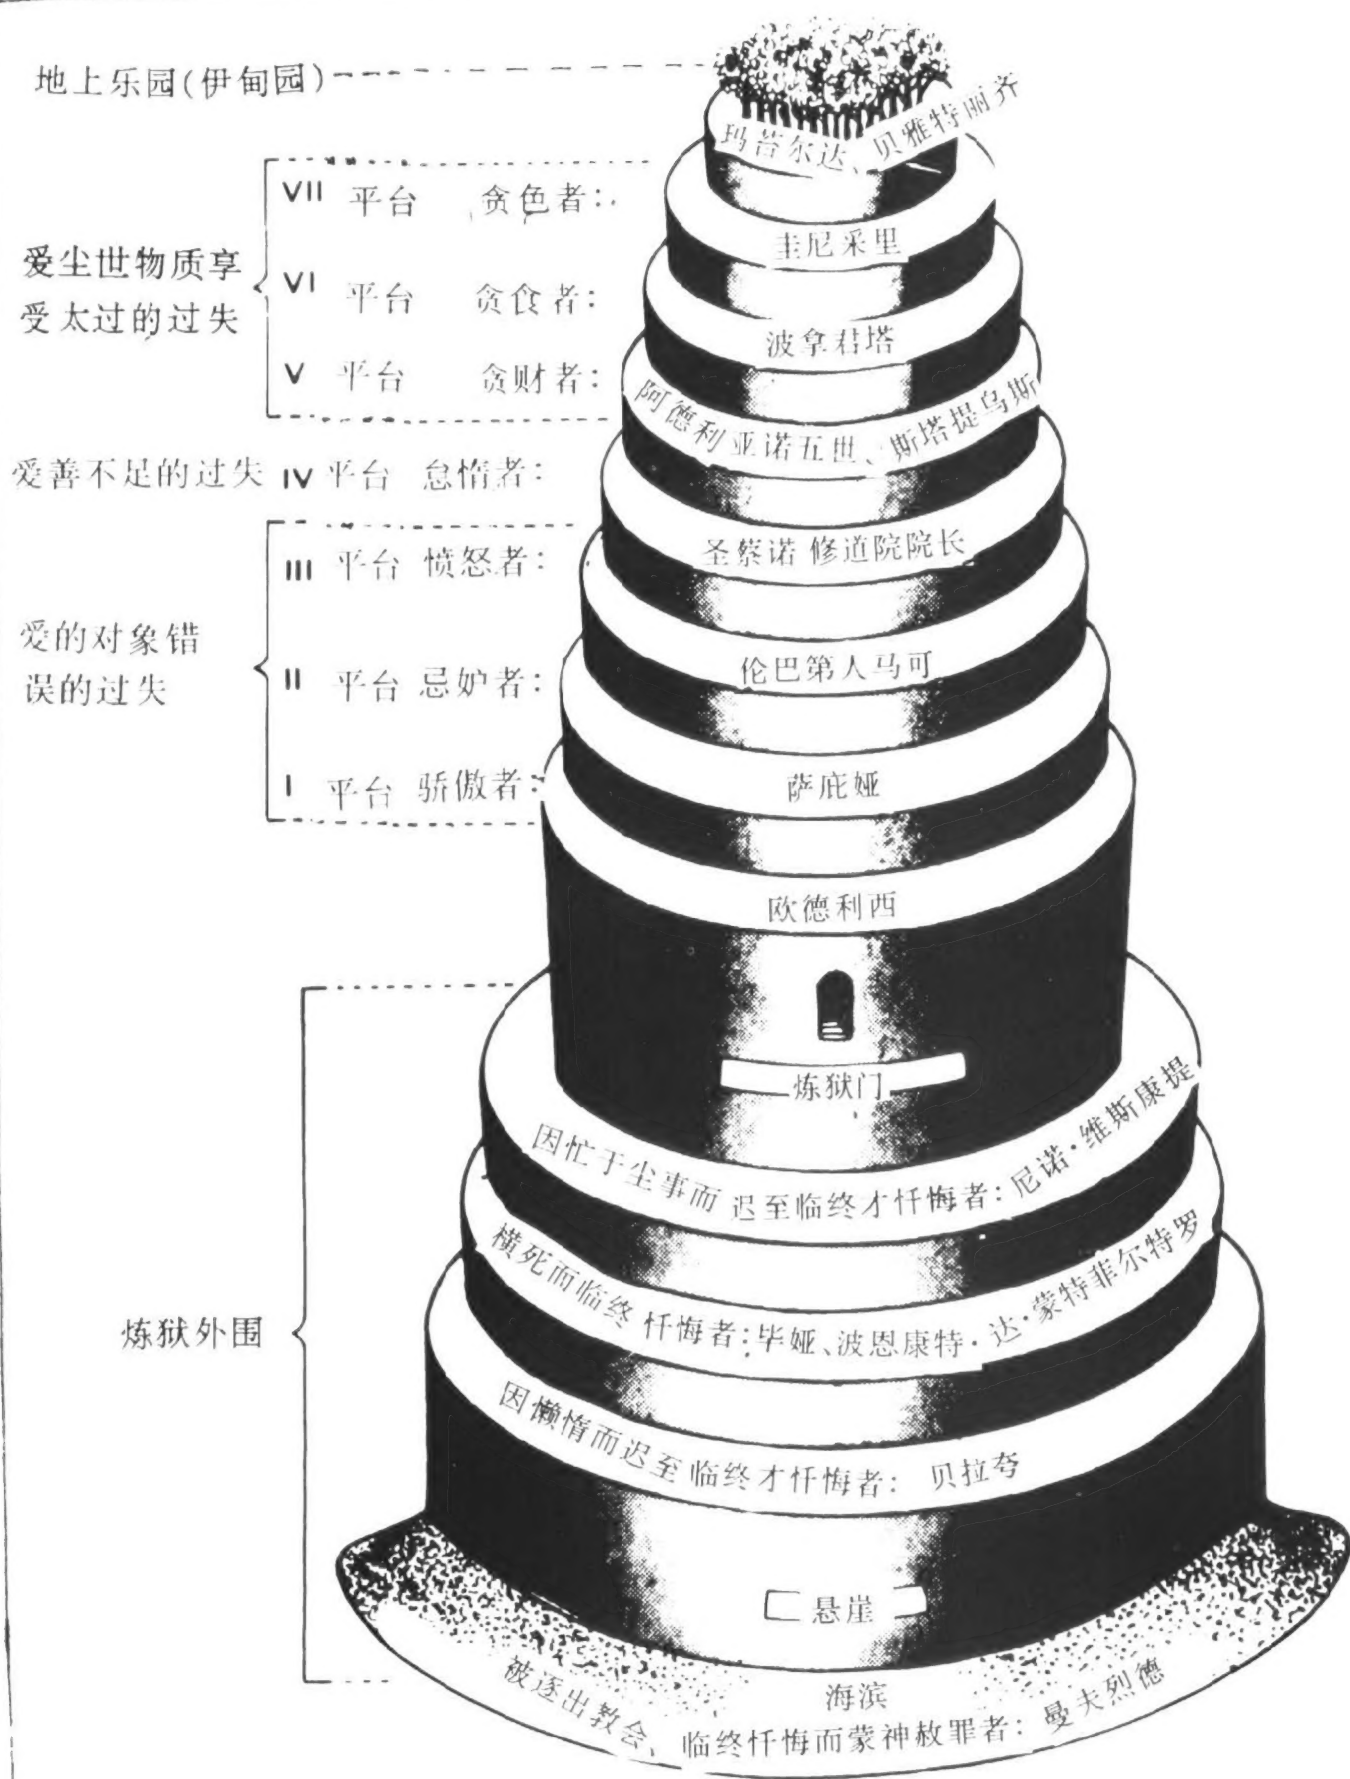 地上乐园(伊甸园)
玛苔尔达、贝雅特丽齐
VII 平台 贪色者:
圭尼采里
爱尘世物质享
受太过的过失
VI 平台 贪食者:
波拿君塔
V 平台 贪财者:
阿德利亚诺五世、斯塔提乌斯
爱善不足的过失 IV 平台 怠惰者:
圣蔡诺 修道院院长
III 平台 愤怒者:
伦巴第人马可
爱的对象错
误的过失
II 平台 忌妒者:
萨庇娅
I 平台 骄傲者:
欧德利西
炼狱门
因忙于尘事而 迟至临终才忏悔者: 尼诺·维斯康提
横死而临终 忏悔者: 毕娅、波恩康特·达·蒙特菲尔特罗
炼狱外围
因懒惰而迟至 临终才忏悔者: 贝拉夸
悬崖
海滨
被逐出教会、临终忏悔而蒙神赦罪者: 曼夫烈德